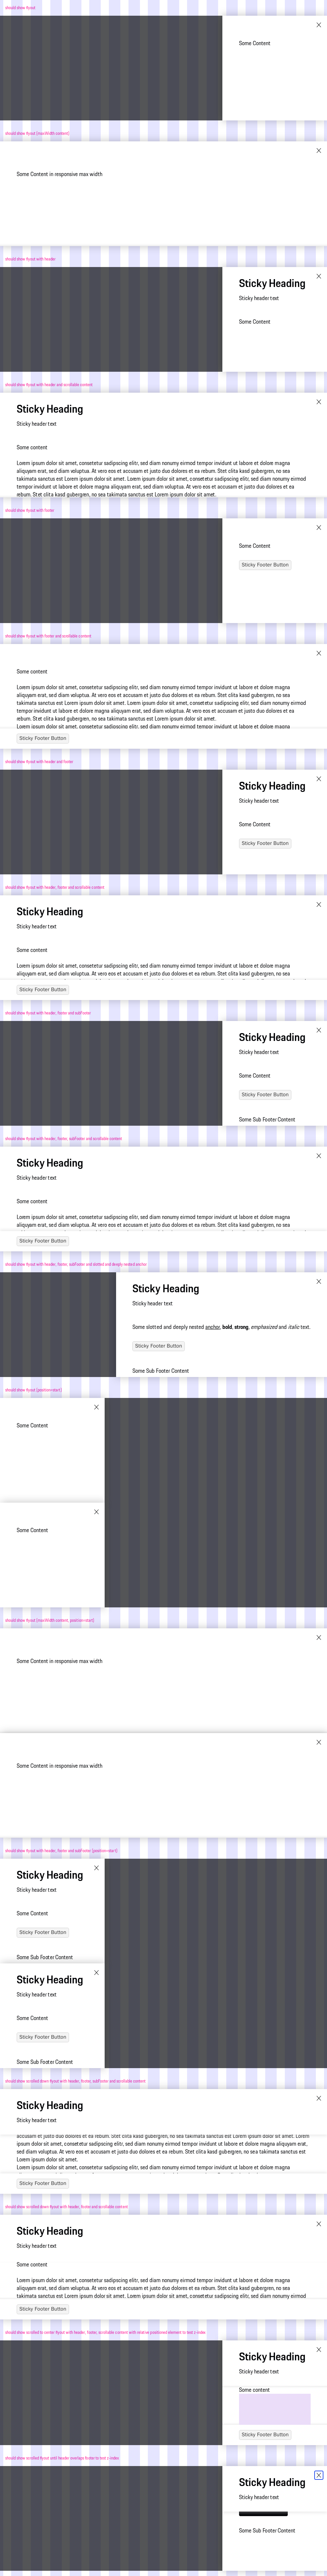 should show flyout
Some Content
should show flyout (maxWidth content)
Some Content in responsive max width
should show flyout with header
Sticky Heading
Sticky header text
Some Content
should show flyout with header and scrollable content
Sticky Heading
Sticky header text
Some content
Lorem ipsum dolor sit amet, consetetur sadipscing elitr, sed diam nonumy eirmod tempor invidunt ut labore et dolore magna
aliquyam erat, sed diam voluptua. At vero eos et accusam et justo duo dolores et ea rebum. Stet clita kasd gubergren, no sea
takimata sanctus est Lorem ipsum dolor sit amet. Lorem ipsum dolor sit amet, consetetur sadipscing elitr, sed diam nonumy eirmod
tempor invidunt ut labore et dolore magna aliquyam erat, sed diam voluptua. At vero eos et accusam et justo duo dolores et ea
rebum. Stet clita kasd gubergren, no sea takimata sanctus est Lorem ipsum dolor sit amet.
should show flyout with footer
Some Content
Sticky Footer Button
should show flyout with footer and scrollable content
Some content
Lorem ipsum dolor sit amet, consetetur sadipscing elitr, sed diam nonumy eirmod tempor invidunt ut labore et dolore magna
aliquyam erat, sed diam voluptua. At vero eos et accusam et justo duo dolores et ea rebum. Stet clita kasd gubergren, no sea
takimata sanctus est Lorem ipsum dolor sit amet. Lorem ipsum dolor sit amet, consetetur sadipscing elitr, sed diam nonumy eirmod
tempor invidunt ut labore et dolore magna aliquyam erat, sed diam voluptua. At vero eos et accusam et justo duo dolores et ea
rebum. Stet clita kasd gubergren, no sea takimata sanctus est Lorem ipsum dolor sit amet.
Lorem ipsum dolor sit amet, consetetur sadipscing elitr, sed diam nonumy eirmod tempor invidunt ut labore et dolore magna
Sticky Footer Button
should show flyout with header and footer
Sticky Heading
Sticky header text
Some Content
Sticky Footer Button
should show flyout with header, footer and scrollable content
Sticky Heading
Sticky header text
Some content
Lorem ipsum dolor sit amet, consetetur sadipscing elitr, sed diam nonumy eirmod tempor invidunt ut labore et dolore magna
aliquyam erat, sed diam voluptua. At vero eos et accusam et justo duo dolores et ea rebum. Stet clita kasd gubergren, no sea
Sticky Footer Button
should show flyout with header, footer and subFooter
Sticky Heading
Sticky header text
Some Content
Sticky Footer Button
Some Sub Footer Content
should show flyout with header, footer, subFooter and scrollable content
Sticky Heading
Sticky header text
Some content
Lorem ipsum dolor sit amet, consetetur sadipscing elitr, sed diam nonumy eirmod tempor invidunt ut labore et dolore magna
aliquyam erat, sed diam voluptua. At vero eos et accusam et justo duo dolores et ea rebum. Stet clita kasd gubergren, no sea
Sticky Footer Button
should show flyout with header, footer, subFooter and slotted and deeply nested anchor
Sticky Heading
Sticky header text
Some slotted and deeply nested anchor, bold, strong, emphasized and italic text.
Sticky Footer Button
Some Sub Footer Content
should show flyout (position=start)
Some Content
Some Content
should show flyout (maxWidth content, position=start)
Some Content in responsive max width
Some Content in responsive max width
should show flyout with header, footer and subFooter (position=start)
Sticky Heading
Sticky header text
Some Content
Sticky Footer Button
Some Sub Footer Content
Sticky Heading
Sticky header text
Some Content
Sticky Footer Button
Some Sub Footer Content
should show scrolled down flyout with header, footer, subFooter and scrollable content
Sticky Heading
Sticky header text
accusam et justo duo dolores et ea rebum. Stet clita kasd gubergren, no sea takimata sanctus est Lorem ipsum dolor sit amet. Lorem
ipsum dolor sit amet, consetetur sadipscing elitr, sed diam nonumy eirmod tempor invidunt ut labore et dolore magna aliquyam erat,
sed diam voluptua. At vero eos et accusam et justo duo dolores et ea rebum. Stet clita kasd gubergren, no sea takimata sanctus est
Lorem ipsum dolor sit amet.
Lorem ipsum dolor sit amet, consetetur sadipscing elitr, sed diam nonumy eirmod tempor invidunt ut labore et dolore magna
Sticky Footer Button
should show scrolled down flyout with header, footer and scrollable content
Sticky Heading
Sticky header text
Some content
Lorem ipsum dolor sit amet, consetetur sadipscing elitr, sed diam nonumy eirmod tempor invidunt ut labore et dolore magna
aliquyam erat, sed diam voluptua. At vero eos et accusam et justo duo dolores et ea rebum. Stet clita kasd gubergren, no sea
takimata sanctus est Lorem ipsum dolor sit amet. Lorem ipsum dolor sit amet, consetetur sadipscing elitr, sed diam nonumy eirmod
Sticky Footer Button
should show scrolled to center flyout with header, footer, scrollable content with relative positioned element to test z-index
Sticky Heading
Sticky header text
Some content
Sticky Footer Button
should show scrolled flyout until header overlaps footer to test z-index
Sticky Heading
Sticky header text
Some Sub Footer Content